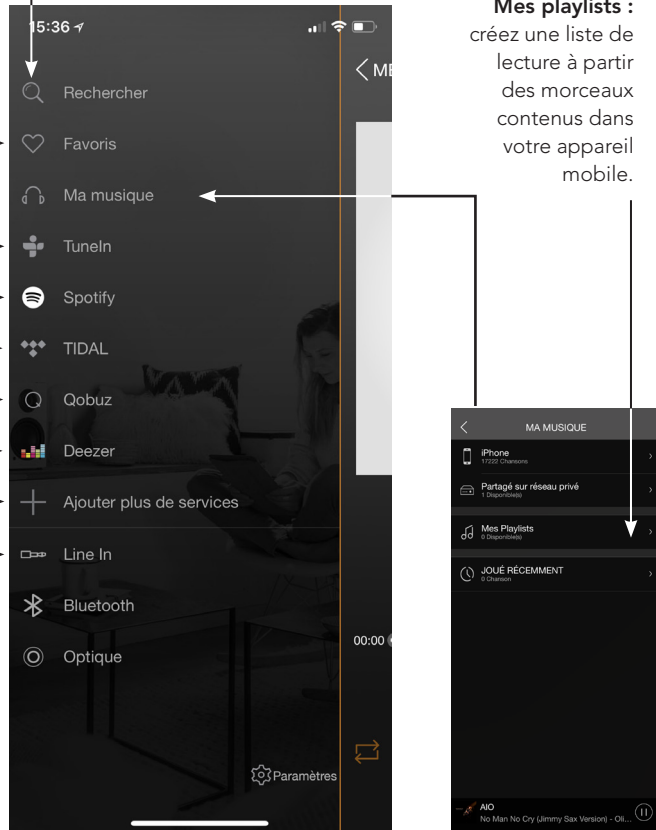 15:36
Rechercher
Favoris
Ma musique
TuneIn
Spotify
TIDAL
Qobuz
Deezer
Ajouter plus de services
Line In
Bluetooth
Optique
Paramètres
ME
00:00
Mes playlists :
créez une liste de
lecture à partir
des morceaux
contenus dans
votre appareil
mobile.
MA MUSIQUE
iPhone
17222 Chansons
Partagé sur réseau privé
1 Disponible(s)
Mes Playlists
0 Disponible(s)
JOUÉ RÉCEMMENT
0 Chanson
AIO
No Man No Cry (Jimmy Sax Version) - Oli...